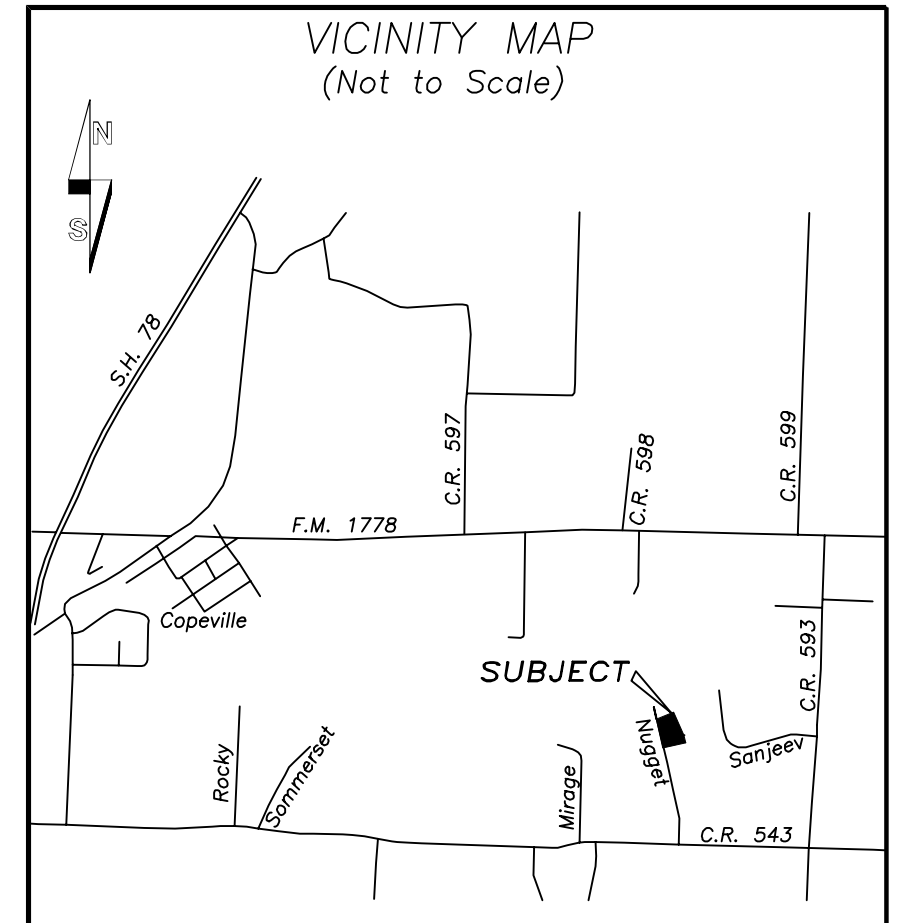 VICINITY MAP
(Not to Scale)
N
S
S.H. 78
C.R. 597
C.R. 598
C.R. 599
F.M. 1778
Copeville
C.R. 593
SUBJECT
Nugget
Sanjeev
Rocky
Sommerset
Mirage
C.R. 543